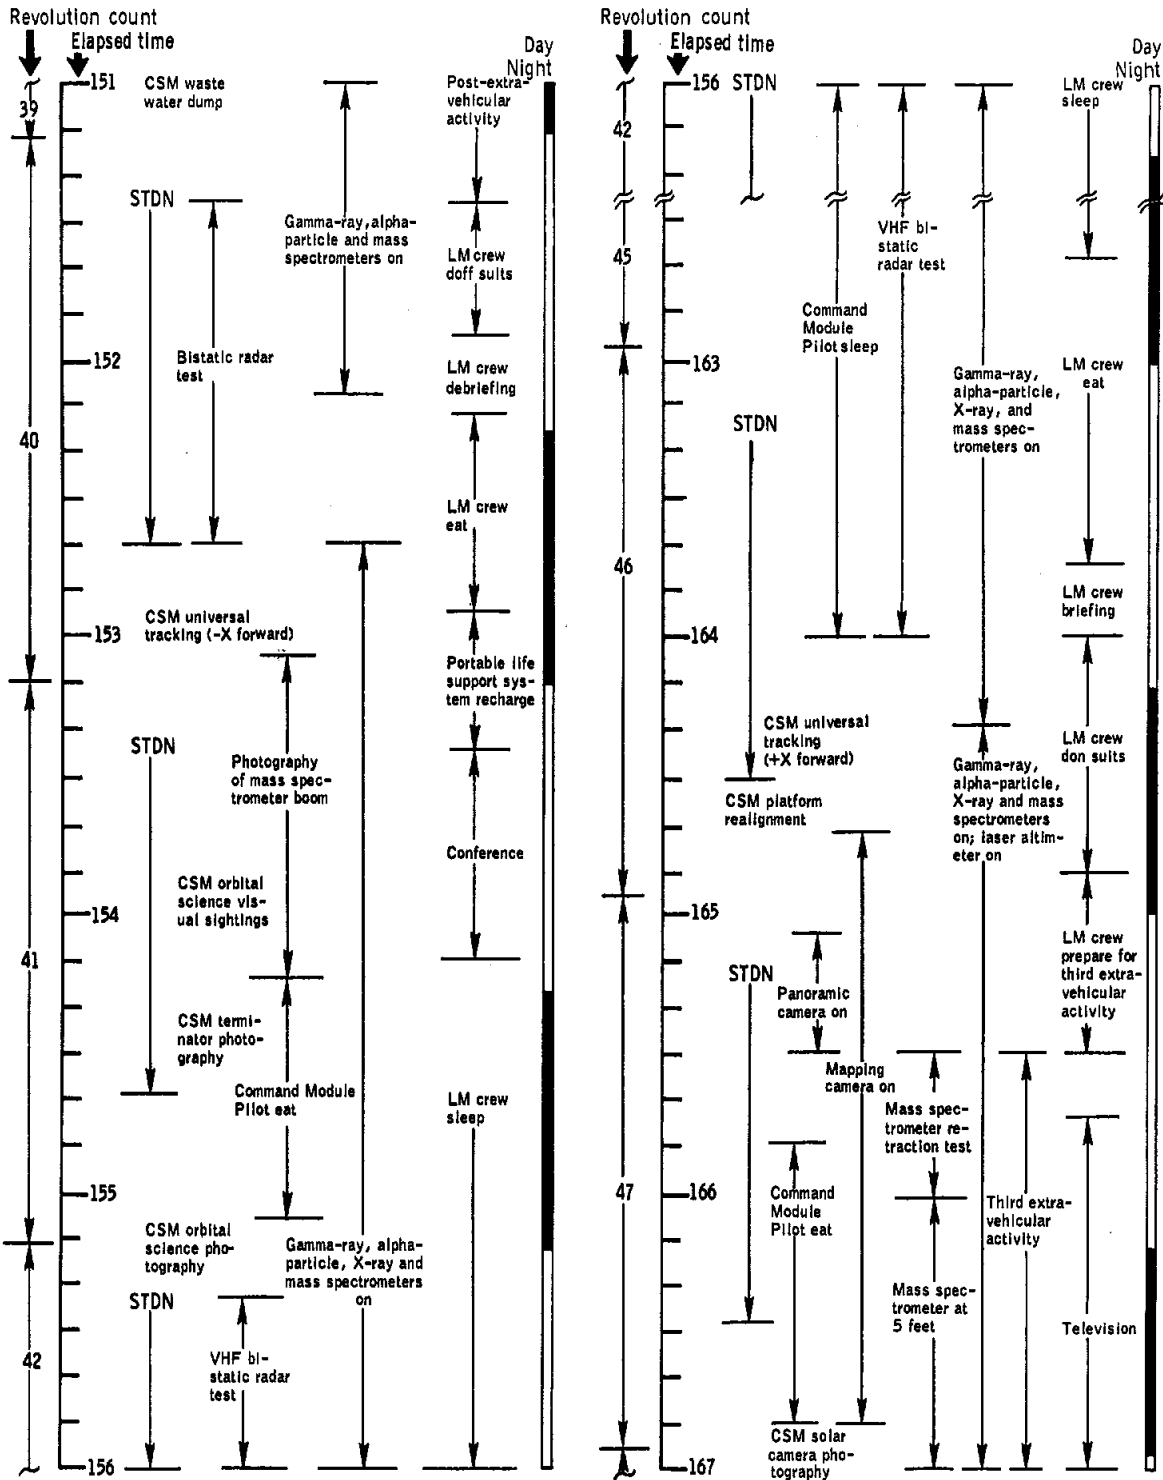 Revolution count
Elapsed time
Day
Night
151
39
CSM waste
water dump
Post-extra-
vehicular
activity
STDN
Gamma-ray, alpha-
particle and mass
spectrometers on
LM crew
doff suits
Bistatic radar
test
152
LM crew
debriefing
40
LM crew
eat
CSM universal
tracking (-X forward)
153
Portable life
support sys-
tem recharge
STDN
Photography
of mass spec-
trometer boom
Conference
CSM orbital
science vis-
ual sightings
154
41
CSM termi-
nator photo-
graphy
Command Module
Pilot eat
LM crew
sleep
155
CSM orbital
science pho-
tography
Gamma-ray, alpha-
particle, X-ray and
mass spectrometers
on
STDN
42
VHF bi-
static radar
test
156
Revolution count
Elapsed time
Day
Night
156
STDN
LM crew
sleep
42
45
VHF bi-
static
radar test
Command
Module
Pilot sleep
163
LM crew
eat
Gamma-ray,
alpha-particle,
X-ray, and
mass spec-
trometers on
STDN
46
LM crew
briefing
164
CSM universal
tracking
(+X forward)
LM crew
don suits
Gamma-ray,
alpha-particle,
X-ray and mass
spectrometers
on; laser altim-
eter on
CSM platform
realignment
165
LM crew
prepare for
third extra-
vehicular
activity
STDN
Panoramic
camera on
Mapping
camera on
Mass spec-
trometer re-
traction test
47
166
Command
Module
Pilot eat
Third extra-
vehicular
activity
Mass spec-
trometer at
5 feet
Television
CSM solar
camera pho-
tography
167